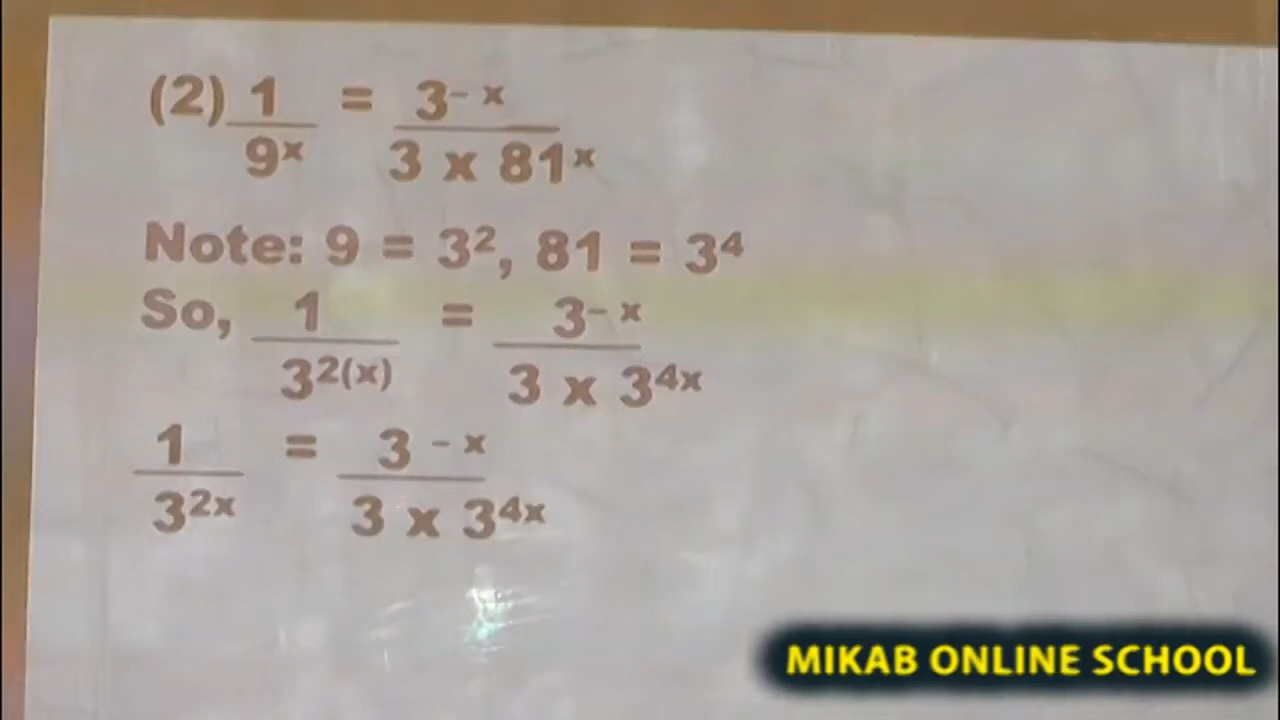 (2) 1/9ˣ = 3⁻ ˣ/3 x 81ˣ
Note: 9 = 3², 81 = 3⁴
So, 1/3²⁽ˣ⁾ = 3⁻ ˣ/3 x 3⁴ˣ
1/3²ˣ = 3 ⁻ ˣ/3 x 3⁴ˣ
MIKAB ONLINE SCHOOL